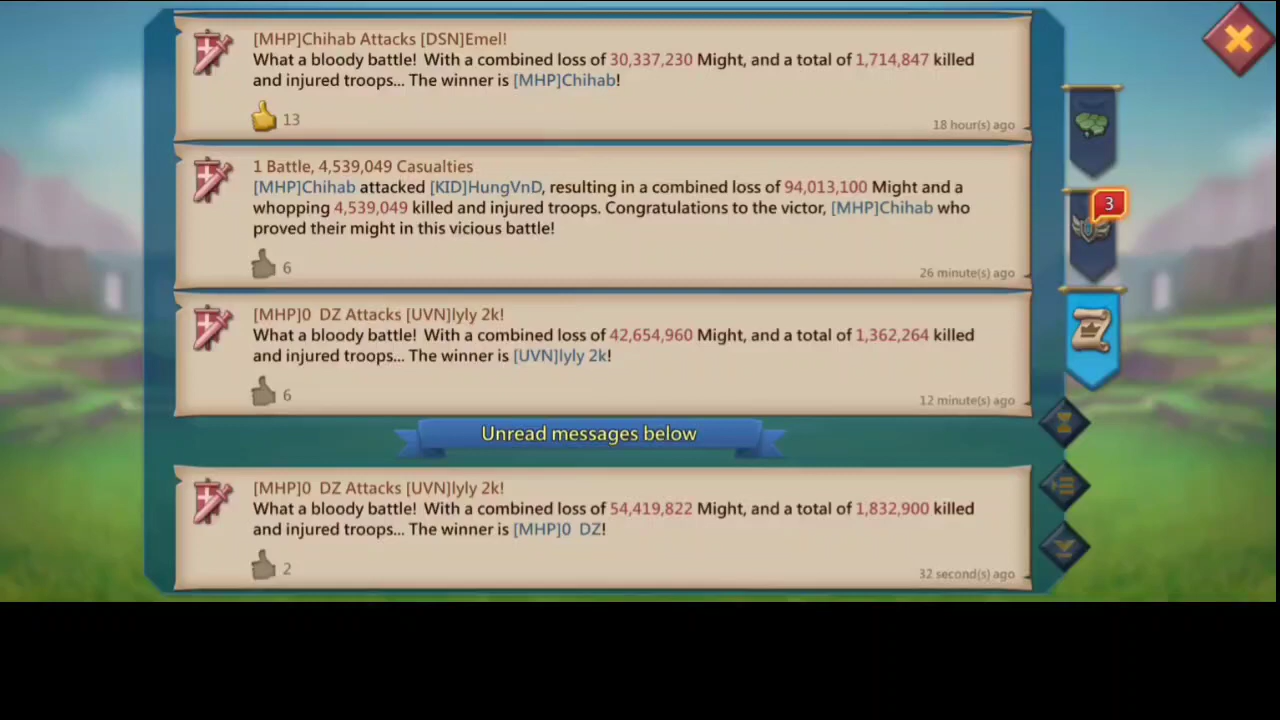 [MHP]Chihab Attacks [DSN]Emel!
What a bloody battle! With a combined loss of 30,337,230 Might, and a total of 1,714,847 killed
and injured troops... The winner is [MHP]Chihab!
13
18 hour(s) ago
1 Battle, 4,539,049 Casualties
[MHP]Chihab attacked [KID]HungVnD, resulting in a combined loss of 94,013,100 Might and a
whopping 4,539,049 killed and injured troops. Congratulations to the victor, [MHP]Chihab who
proved their might in this vicious battle!
3
6
26 minute(s) ago
[MHP]0 DZ Attacks [UVN]lyly 2k!
What a bloody battle! With a combined loss of 42,654,960 Might, and a total of 1,362,264 killed
and injured troops... The winner is [UVN]lyly 2k!
6
12 minute(s) ago
Unread messages below
[MHP]0 DZ Attacks [UVN]lyly 2k!
What a bloody battle! With a combined loss of 54,419,822 Might, and a total of 1,832,900 killed
and injured troops... The winner is [MHP]0 DZ!
2
32 second(s) ago